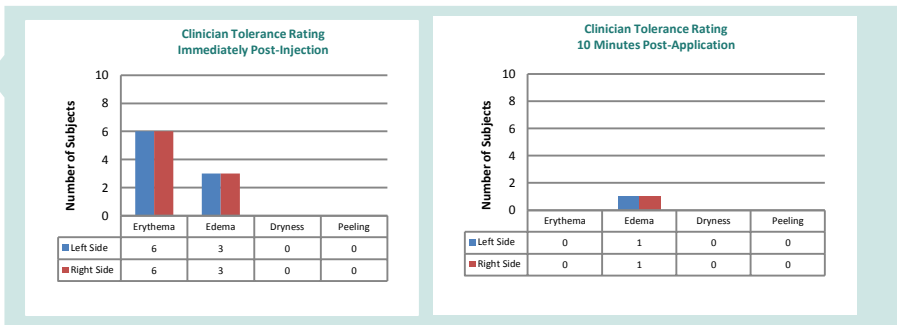 Clinician Tolerance Rating
Immediately Post-Injection
Number of Subjects
10
8
6
4
2
0
Erythema Edema Dryness Peeling
Left Side 6 3 0 0
Right Side 6 3 0 0
Clinician Tolerance Rating
10 Minutes Post-Application
Number of Subjects
10
8
6
4
2
0
Erythema Edema Dryness Peeling
Left Side 0 1 0 0
Right Side 0 1 0 0